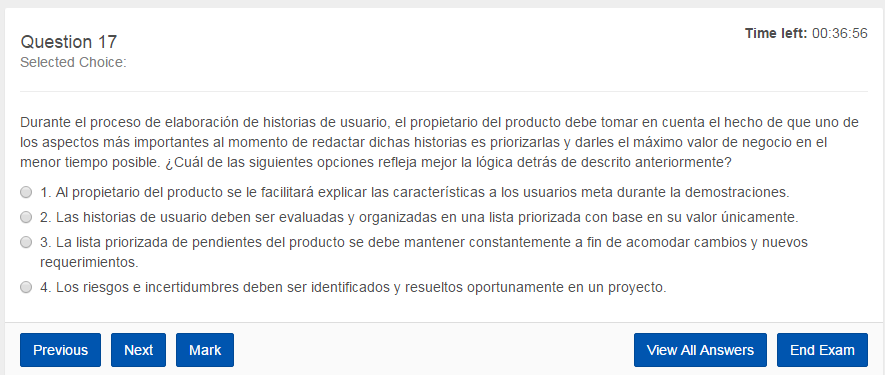 Question 17
Time left: 00:36:56
Selected Choice:
Durante el proceso de elaboración de historias de usuario, el propietario del producto debe tomar en cuenta el hecho de que uno de
los aspectos más importantes al momento de redactar dichas historias es priorizarlas y darles el máximo valor de negocio en el
menor tiempo posible. ¿Cuál de las siguientes opciones refleja mejor la lógica detrás de descrito anteriormente?
1. Al propietario del producto se le facilitará explicar las características a los usuarios meta durante la demostraciones.
2. Las historias de usuario deben ser evaluadas y organizadas en una lista priorizada con base en su valor únicamente.
3. La lista priorizada de pendientes del producto se debe mantener constantemente a fin de acomodar cambios y nuevos
requerimientos.
4. Los riesgos e incertidumbres deben ser identificados y resueltos oportunamente en un proyecto.
Previous Next Mark View All Answers End Exam